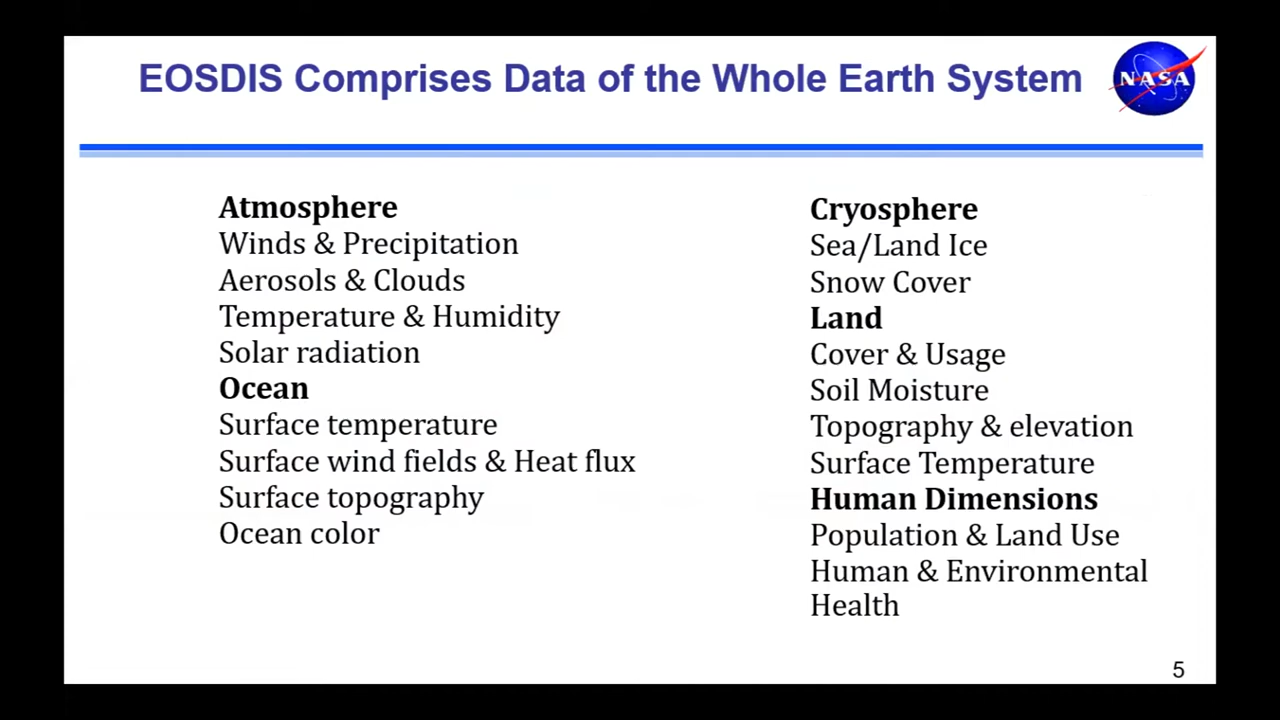 EOSDIS Comprises Data of the Whole Earth System
NASA
Atmosphere
Winds & Precipitation
Aerosols & Clouds
Temperature & Humidity
Solar radiation
Ocean
Surface temperature
Surface wind fields & Heat flux
Surface topography
Ocean color
Cryosphere
Sea/Land Ice
Snow Cover
Land
Cover & Usage
Soil Moisture
Topography & elevation
Surface Temperature
Human Dimensions
Population & Land Use
Human & Environmental
Health
5